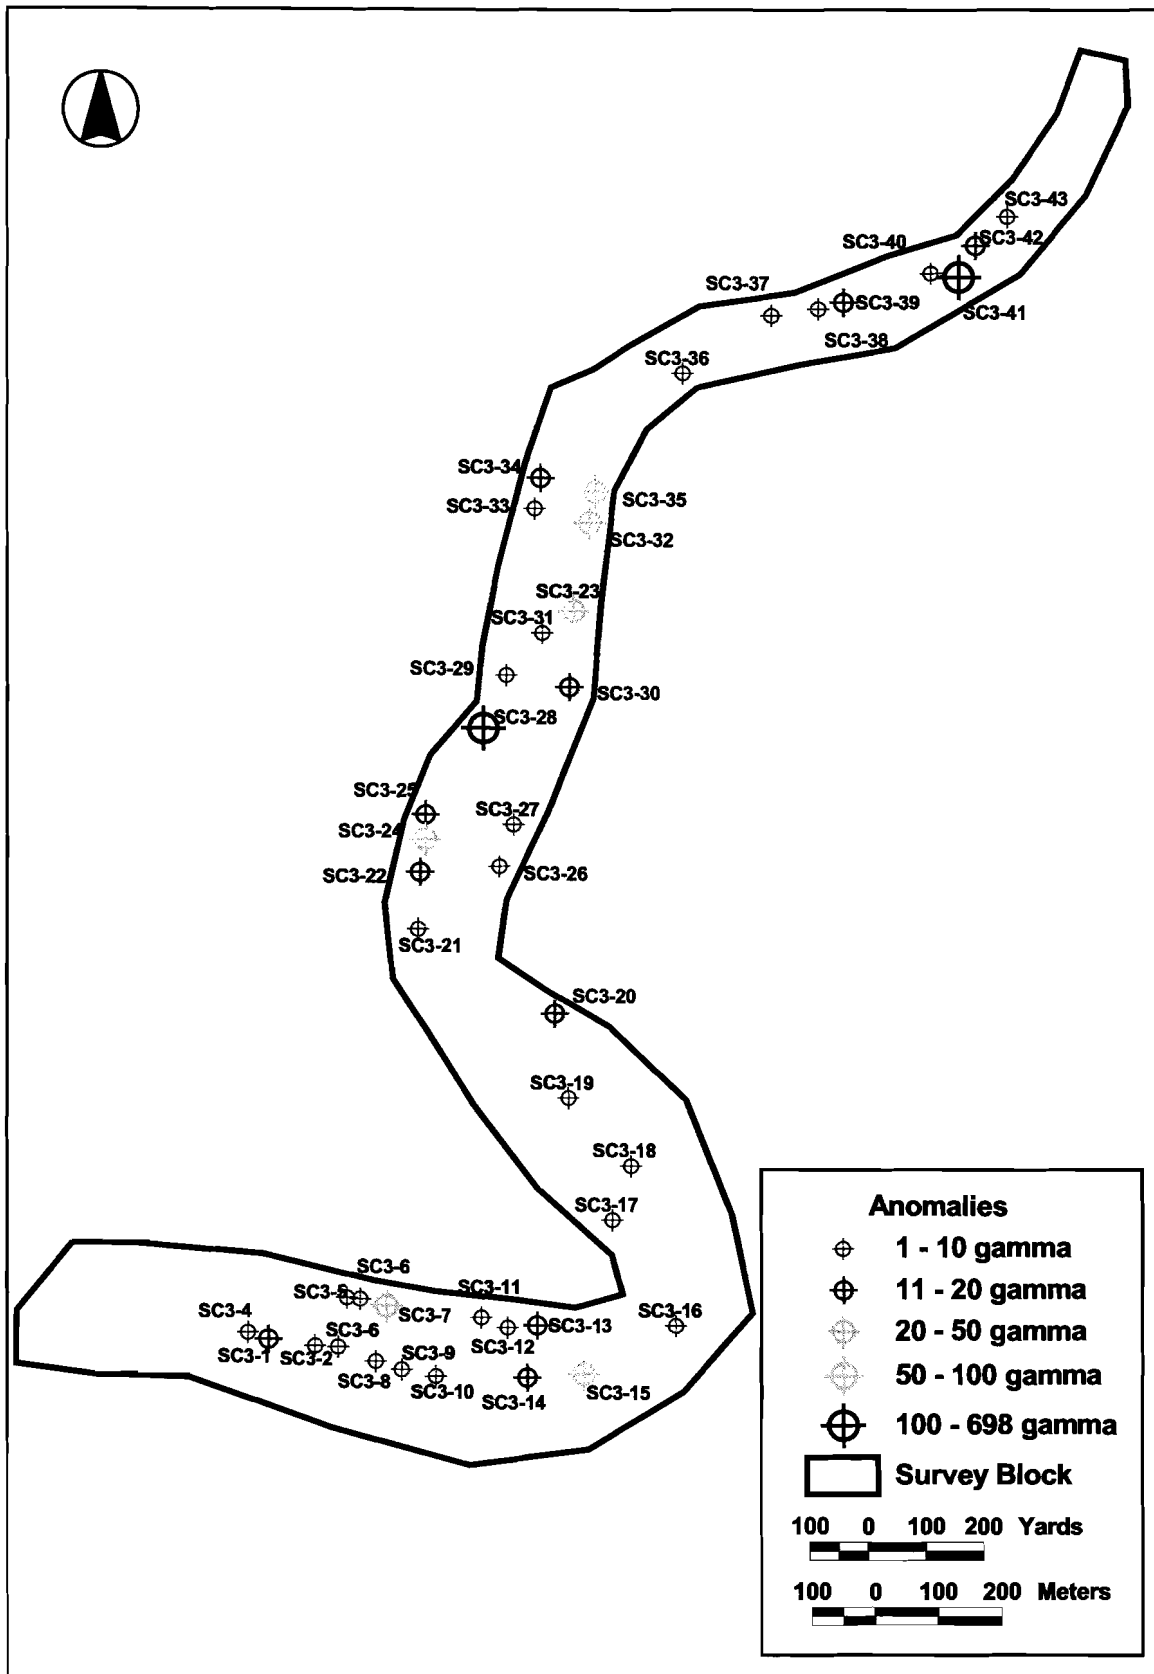 SC3-43
SC3-40
SC3-42
SC3-37
SC3-39
SC3-41
SC3-38
SC3-36
SC3-34
SC3-35
SC3-33
SC3-32
SC3-23
SC3-31
SC3-29
SC3-30
SC3-28
SC3-25
SC3-27
SC3-24
SC3-22
SC3-26
SC3-21
SC3-20
SC3-19
SC3-18
SC3-17
SC3-6
SC3-5
SC3-11
SC3-7
SC3-4
SC3-6
SC3-13
SC3-16
SC3-12
SC3-1
SC3-2
SC3-9
SC3-8
SC3-10
SC3-14
SC3-15
Anomalies
1 - 10 gamma
11 - 20 gamma
20 - 50 gamma
50 - 100 gamma
100 - 698 gamma
Survey Block
100 0 100 200 Yards
100 0 100 200 Meters